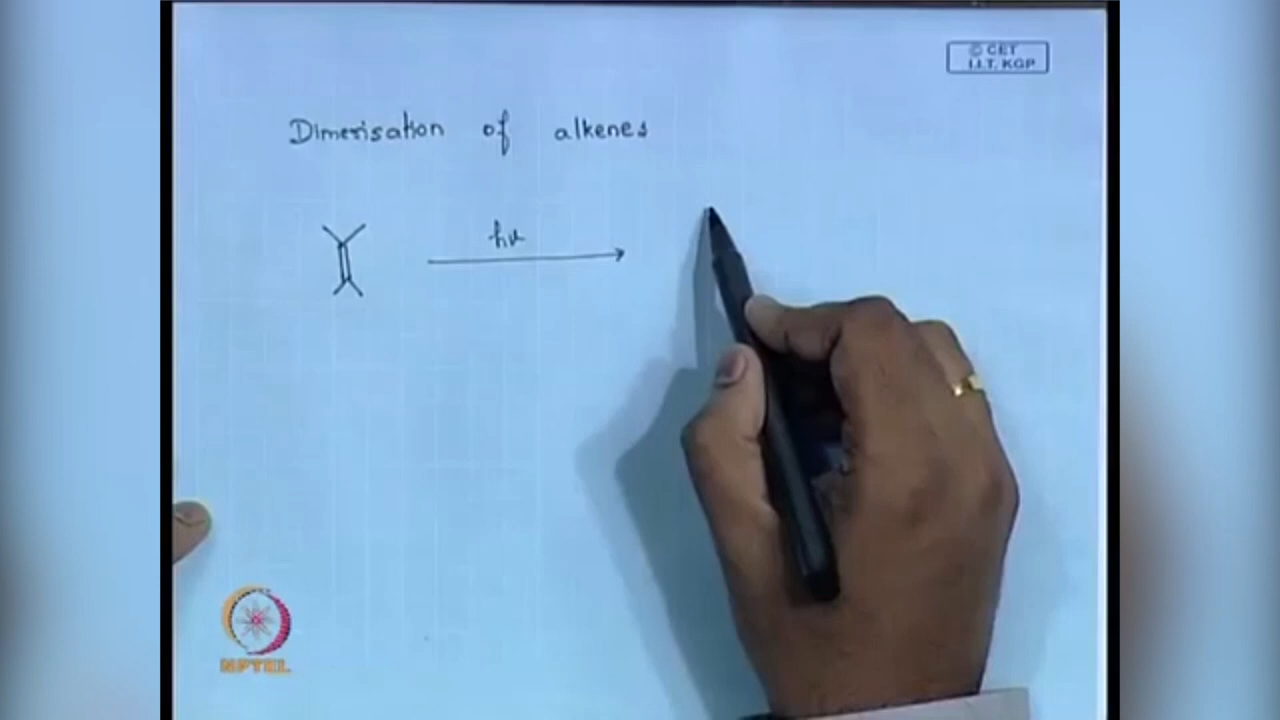 © CET
I.I.T. KGP
Dimerisation of alkenes
hν
NPTEL